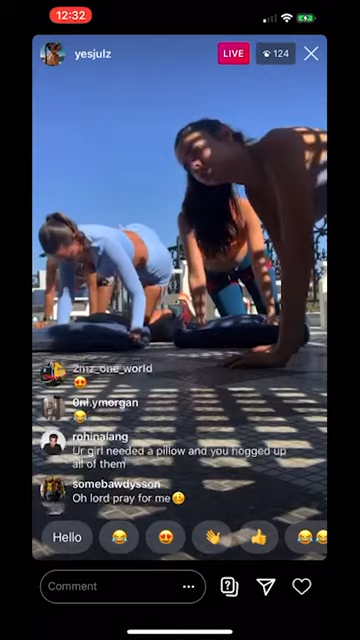 12:32
yesjulz
LIVE
124
2mz_one_world
😍
0nl.ymorgan
😂
rohinalang
Ur girl needed a pillow and you hogged up
all of them
somebawdysson
Oh lord pray for me🥴
Hello 😂 😍 👋 👍 😂😂
Comment